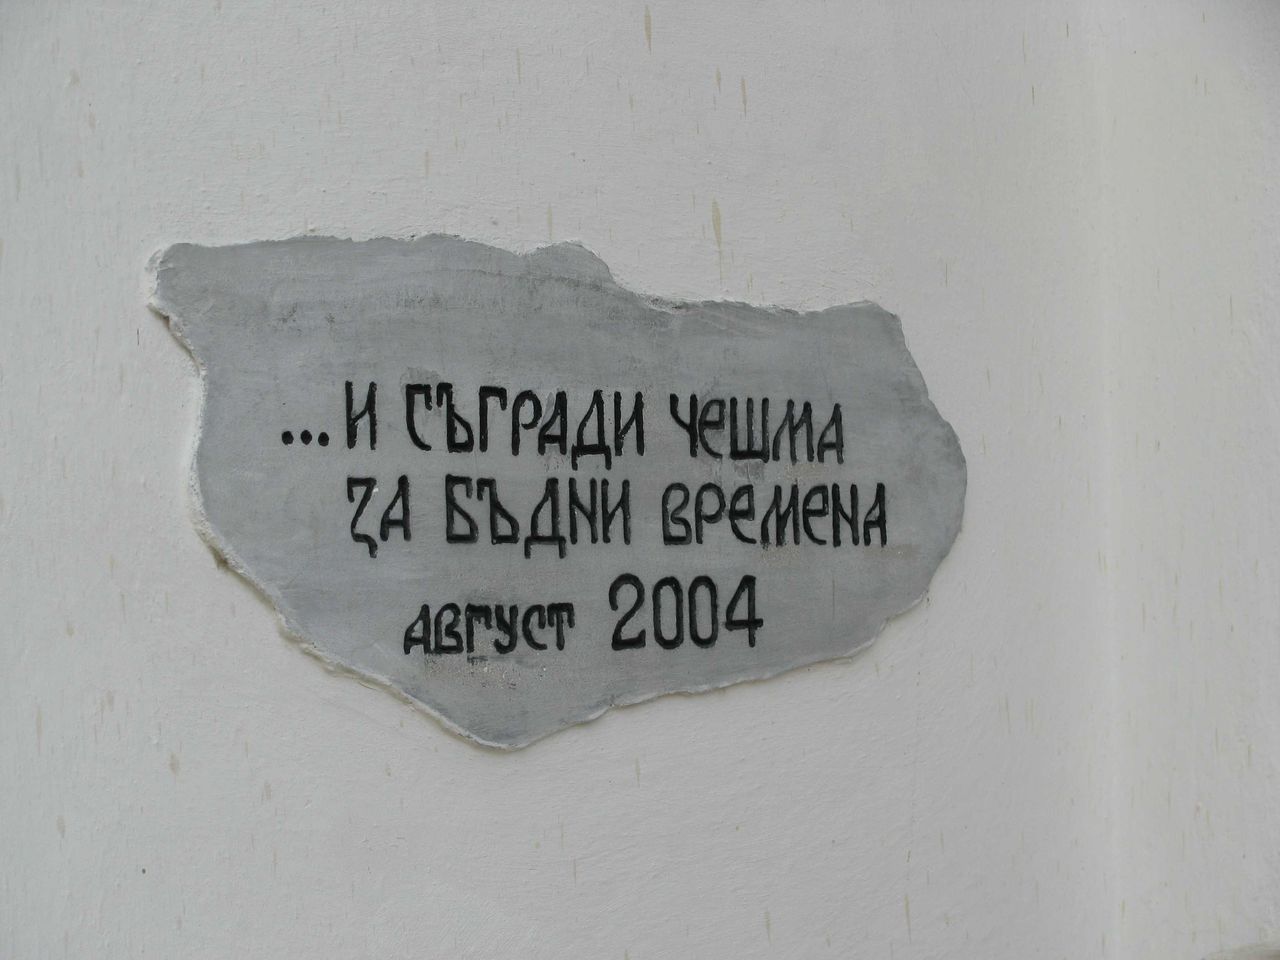 ...И СЪГРАДИ ЧЕШМА
ЗА БЪДНИ ВРЕМЕНА
АВГУСТ 2004